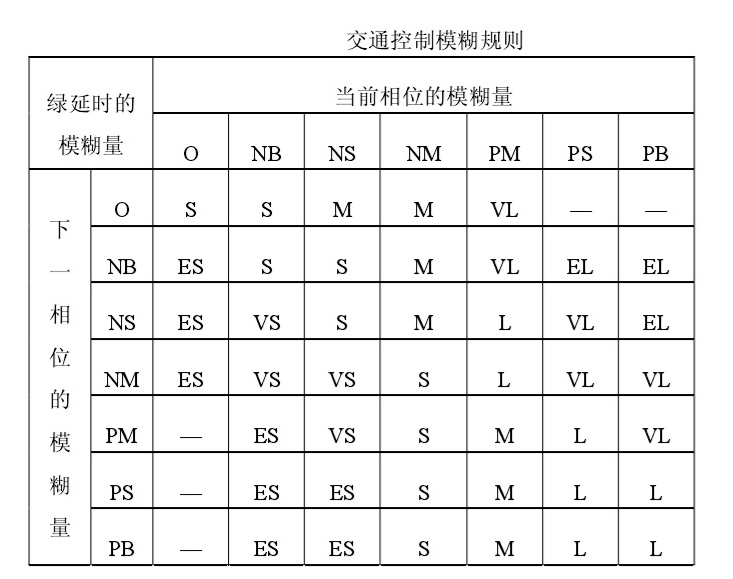 交通控制模糊规则
绿延时的模糊量 当前相位的模糊量
O NB NS NM PM PS PB
下一相位的模糊量
O S S M M VL — —
NB ES S S M VL EL EL
NS ES VS S M L VL EL
NM ES VS VS S L VL VL
PM — ES VS S M L VL
PS — ES ES S M L L
PB — ES ES S M L L